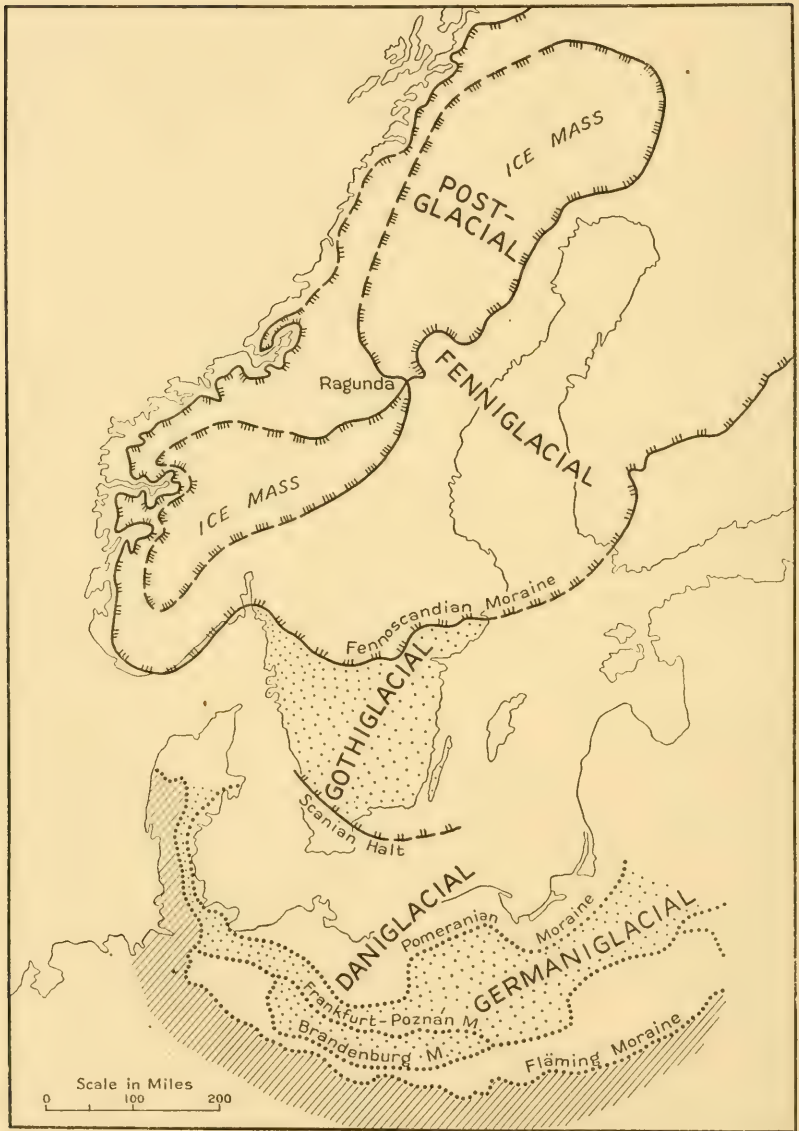 ICE MASS
POST-
GLACIAL
Ragunda
FENNIGLACIAL
ICE MASS
Fennoscandian Moraine
GOTHIGLACIAL
Scanian Halt
DANIGLACIAL
Pomeranian Moraine
GERMANIGLACIAL
Frankfurt-Poznań M.
Brandenburg M.
Fläming Moraine
Scale in Miles
0 100 200